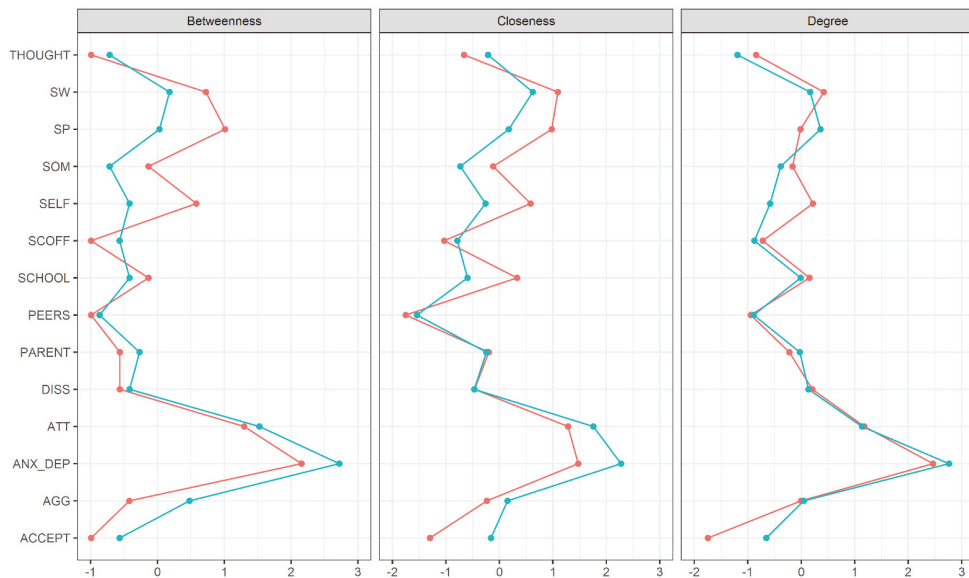 Betweenness Closeness Degree
THOUGHT
SW
SP
SOM
SELF
SCOFF
SCHOOL
PEERS
PARENT
DISS
ATT
ANX_DEP
AGG
ACCEPT
-1 0 1 2 3 -2 -1 0 1 2 3 -2 -1 0 1 2 3